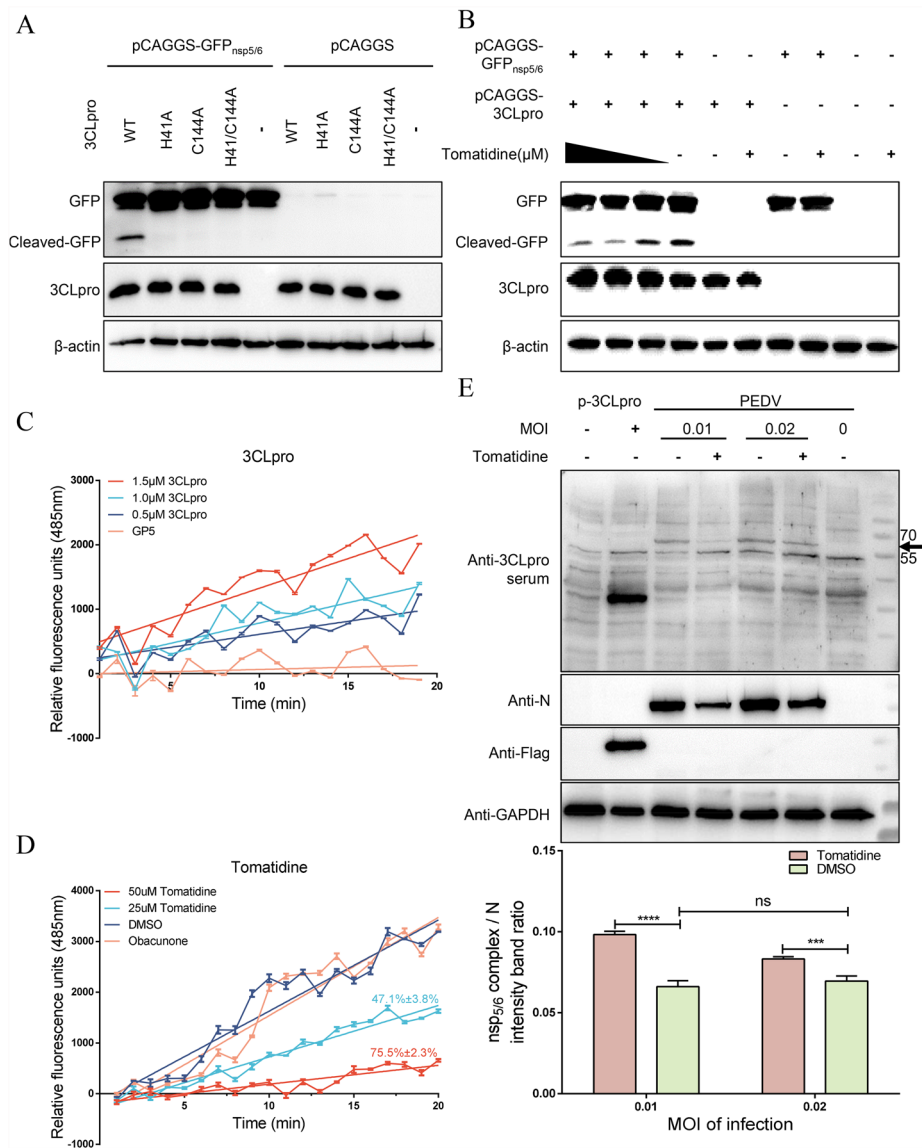 A
pCAGGS-GFPnsp5/6
pCAGGS
3CLpro
WT
H41A
C144A
H41/C144A
-
WT
H41A
C144A
H41/C144A
-
GFP
Cleaved-GFP
3CLpro
β-actin
B
pCAGGS-GFPnsp5/6 + + + + - - + + - -
pCAGGS-3CLpro + + + + + + - - - -
Tomatidine(μM) - - + - + - +
GFP
Cleaved-GFP
3CLpro
β-actin
C
3CLpro
1.5μM 3CLpro
1.0μM 3CLpro
0.5μM 3CLpro
GP5
Relative fluorescence units (485nm)
3000
2000
1000
0
-1000
5 10 15 20
Time (min)
D
Tomatidine
50uM Tomatidine
25uM Tomatidine
DMSO
Obacunone
Relative fluorescence units (485nm)
4000
3000
2000
1000
0
-1000
47.1%±3.8%
75.5%±2.3%
5 10 15 20
Time (min)
E
p-3CLpro PEDV
MOI - + 0.01 0.02 0
Tomatidine - + - + -
Anti-3CLpro
serum
70
55
Anti-N
Anti-Flag
Anti-GAPDH
Tomatidine
DMSO
nsp5/6 complex / N
intensity band ratio
0.15
0.10
0.05
0.00
****
ns
***
0.01 0.02
MOI of infection